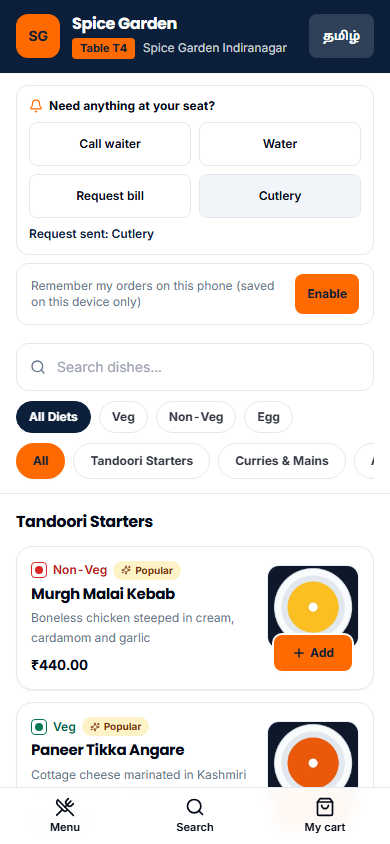 SG
Spice Garden
Table T4 Spice Garden Indiranagar
தமிழ்
Need anything at your seat?
Call waiter
Water
Request bill
Cutlery
Request sent: Cutlery
Remember my orders on this phone (saved
on this device only)
Enable
Search dishes...
All Diets
Veg
Non-Veg
Egg
All
Tandoori Starters
Curries & Mains
Tandoori Starters
Non-Veg
Popular
Murgh Malai Kebab
Boneless chicken steeped in cream,
cardamom and garlic
₹440.00
+ Add
Veg
Popular
Paneer Tikka Angare
Cottage cheese marinated in Kashmiri
Menu
Search
My cart